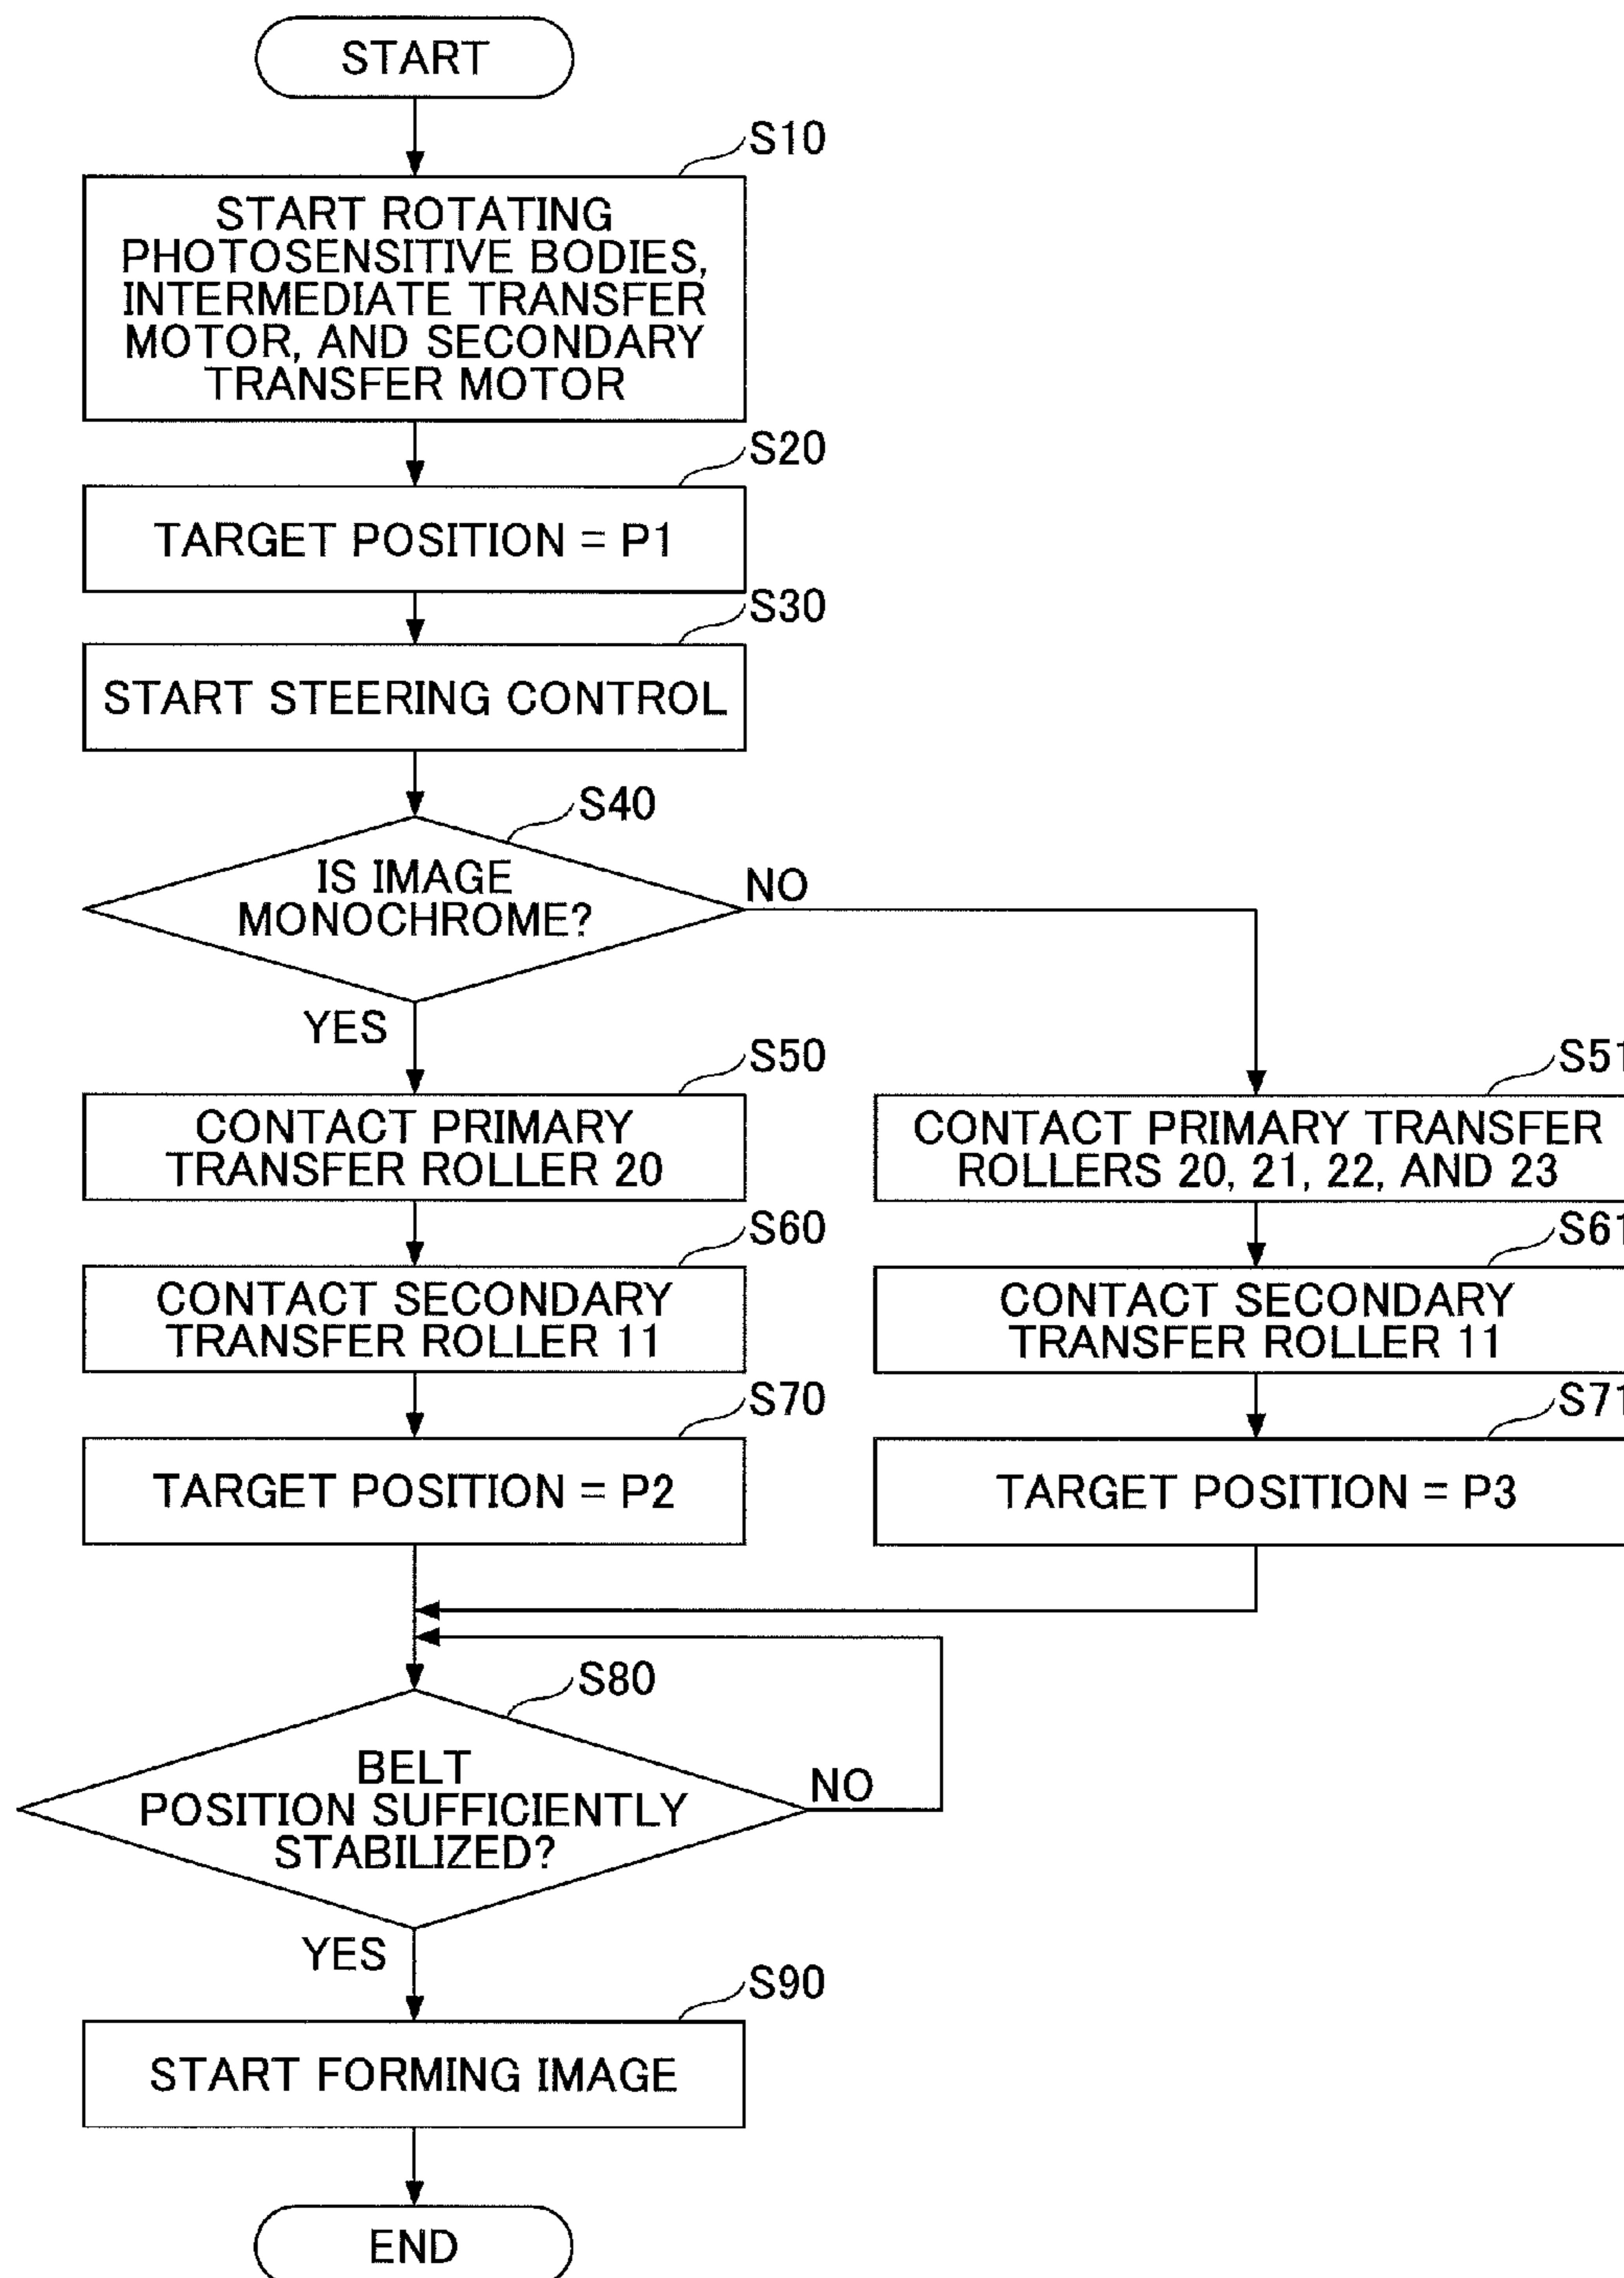 START
S10
START ROTATING
PHOTOSENSITIVE BODIES,
INTERMEDIATE TRANSFER
MOTOR, AND SECONDARY
TRANSFER MOTOR
S20
TARGET POSITION = P1
S30
START STEERING CONTROL
S40
IS IMAGE
MONOCHROME?
NO
YES
S50
CONTACT PRIMARY
TRANSFER ROLLER 20
S51
CONTACT PRIMARY TRANSFER
ROLLERS 20, 21, 22, AND 23
S60
CONTACT SECONDARY
TRANSFER ROLLER 11
S61
CONTACT SECONDARY
TRANSFER ROLLER 11
S70
TARGET POSITION = P2
S71
TARGET POSITION = P3
S80
BELT
POSITION SUFFICIENTLY
STABILIZED?
NO
YES
S90
START FORMING IMAGE
END